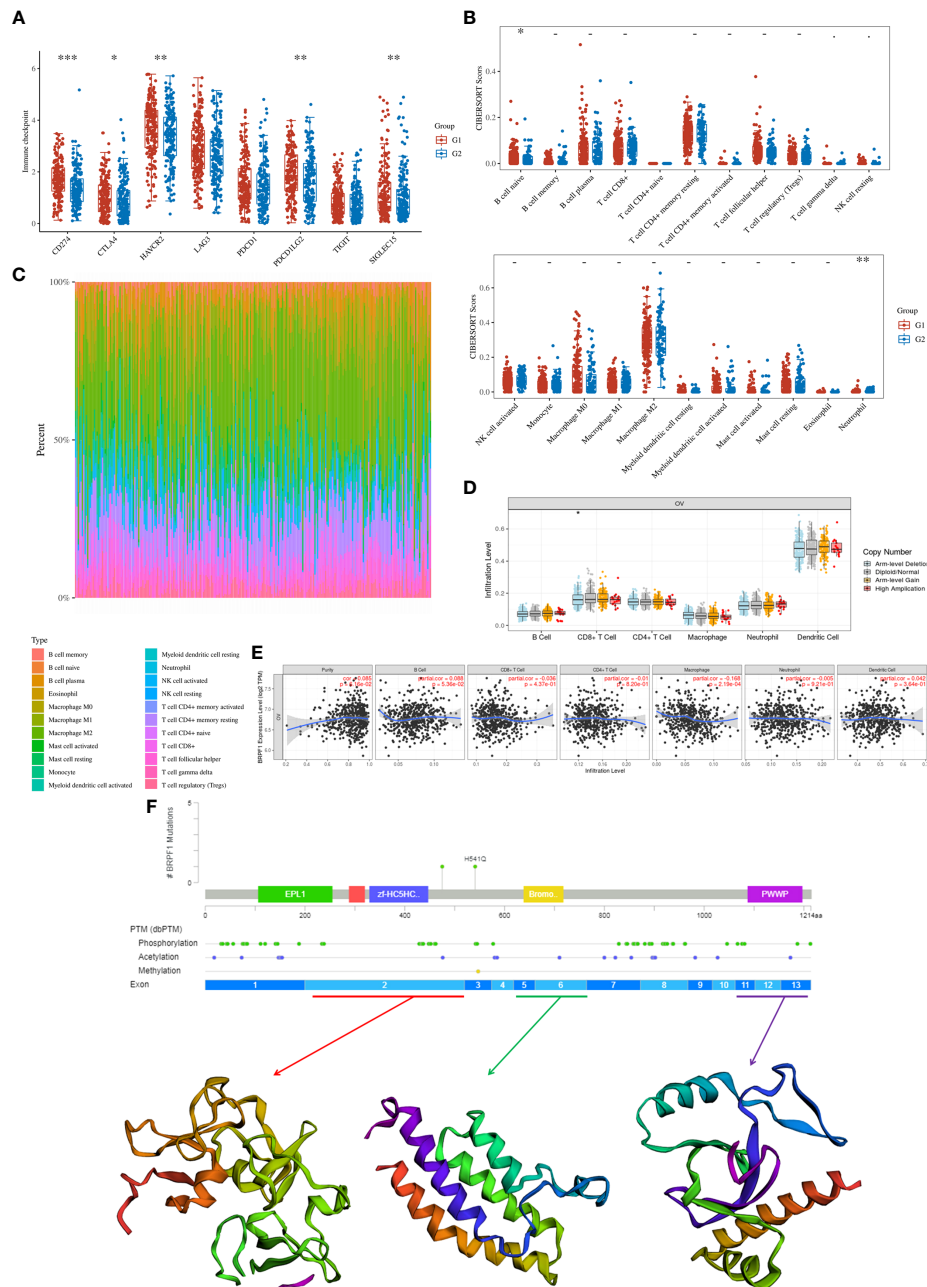 A
*** * ** ** **
Immune checkpoint
6
4
2
0
CD274
CTLA4
HAVCR2
LAG3
PDCD1
PDCD1LG2
TIGIT
SIGLEC15
Group
G1
G2
B
* - - - - - - - - . .
CIBERSORT Scors
0.4
0.2
0.0
B cell naive
B cell memory
B cell plasma
T cell CD8+
T cell CD4+ naive
T cell CD4+ memory resting
T cell CD4+ memory activated
T cell follicular helper
T cell regulatory (Tregs)
T cell gamma delta
NK cell resting
- - - - - - - - - - **
CIBERSORT Scors
0.6
0.4
0.2
0.0
NK cell activated
Monocyte
Macrophage M0
Macrophage M1
Macrophage M2
Myeloid dendritic cell resting
Myeloid dendritic cell activated
Mast cell activated
Mast cell resting
Eosinophil
Neutrophil
Group
G1
G2
C
Percent
100%
50%
0%
Type
B cell memory
B cell naive
B cell plasma
Eosinophil
Macrophage M0
Macrophage M1
Macrophage M2
Mast cell activated
Mast cell resting
Monocyte
Myeloid dendritic cell activated
Myeloid dendritic cell resting
Neutrophil
NK cell activated
NK cell resting
T cell CD4+ memory activated
T cell CD4+ memory resting
T cell CD4+ naive
T cell CD8+
T cell follicular helper
T cell gamma delta
T cell regulatory (Tregs)
D
OV
*
Infiltration Level
0.6
0.4
0.2
0.0
B Cell CD8+ T Cell CD4+ T Cell Macrophage Neutrophil Dendritic Cell
Copy Number
Arm-level Deletion
Diploid/Normal
Arm-level Gain
High Amplication
E
Purity B Cell CD8+ T Cell CD4+ T Cell Macrophage Neutrophil Dendritic Cell
cor = 0.085
partial.cor = 0.088
p = 5.36e-02
partial.cor = -0.036
p = 4.37e-01
p = 8.20e-01
partial.cor = -0.168
p = 2.19e-04
partial.cor = -0.005
p = 9.21e-01
partial.cor = 0.042
p = 3.64e-01
BRPF1 Expression Level (log2 TPM)
OV
7.5
7.0
6.5
Infiltration Level
F
# BRPF1 Mutations
5
0
H541Q
EPL1 zf-HC5HC.. Bromo.. PWWP
0 200 400 600 800 1000 1214aa
PTM (dbPTM)
Phosphorylation
Acetylation
Methylation
Exon 1 2 3 4 5 6 7 8 9 10 11 12 13